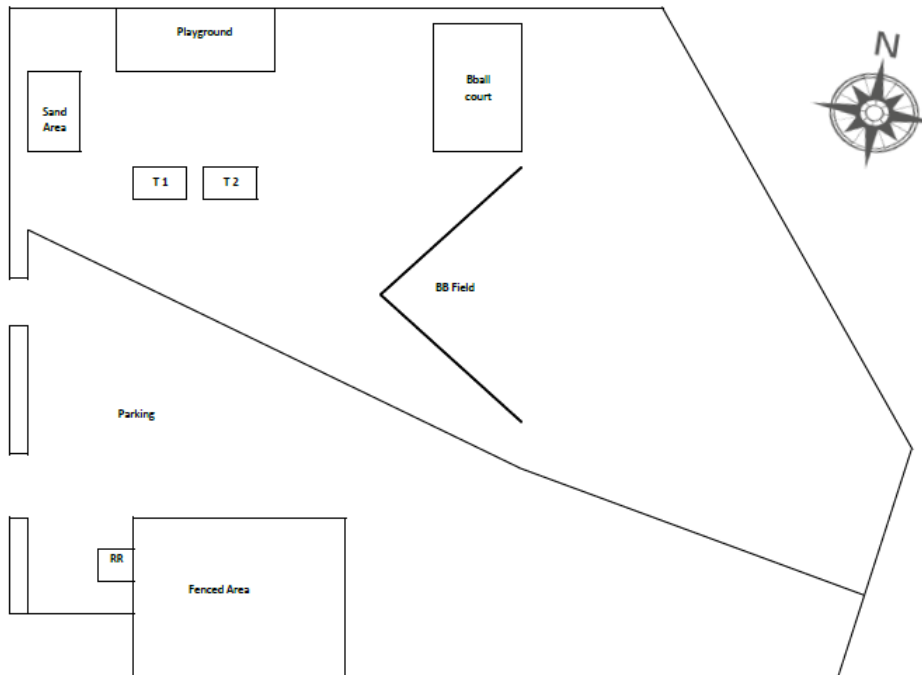 Playground
N
Bball
court
Sand
Area
T 1
T 2
BB Field
Parking
RR
Fenced Area